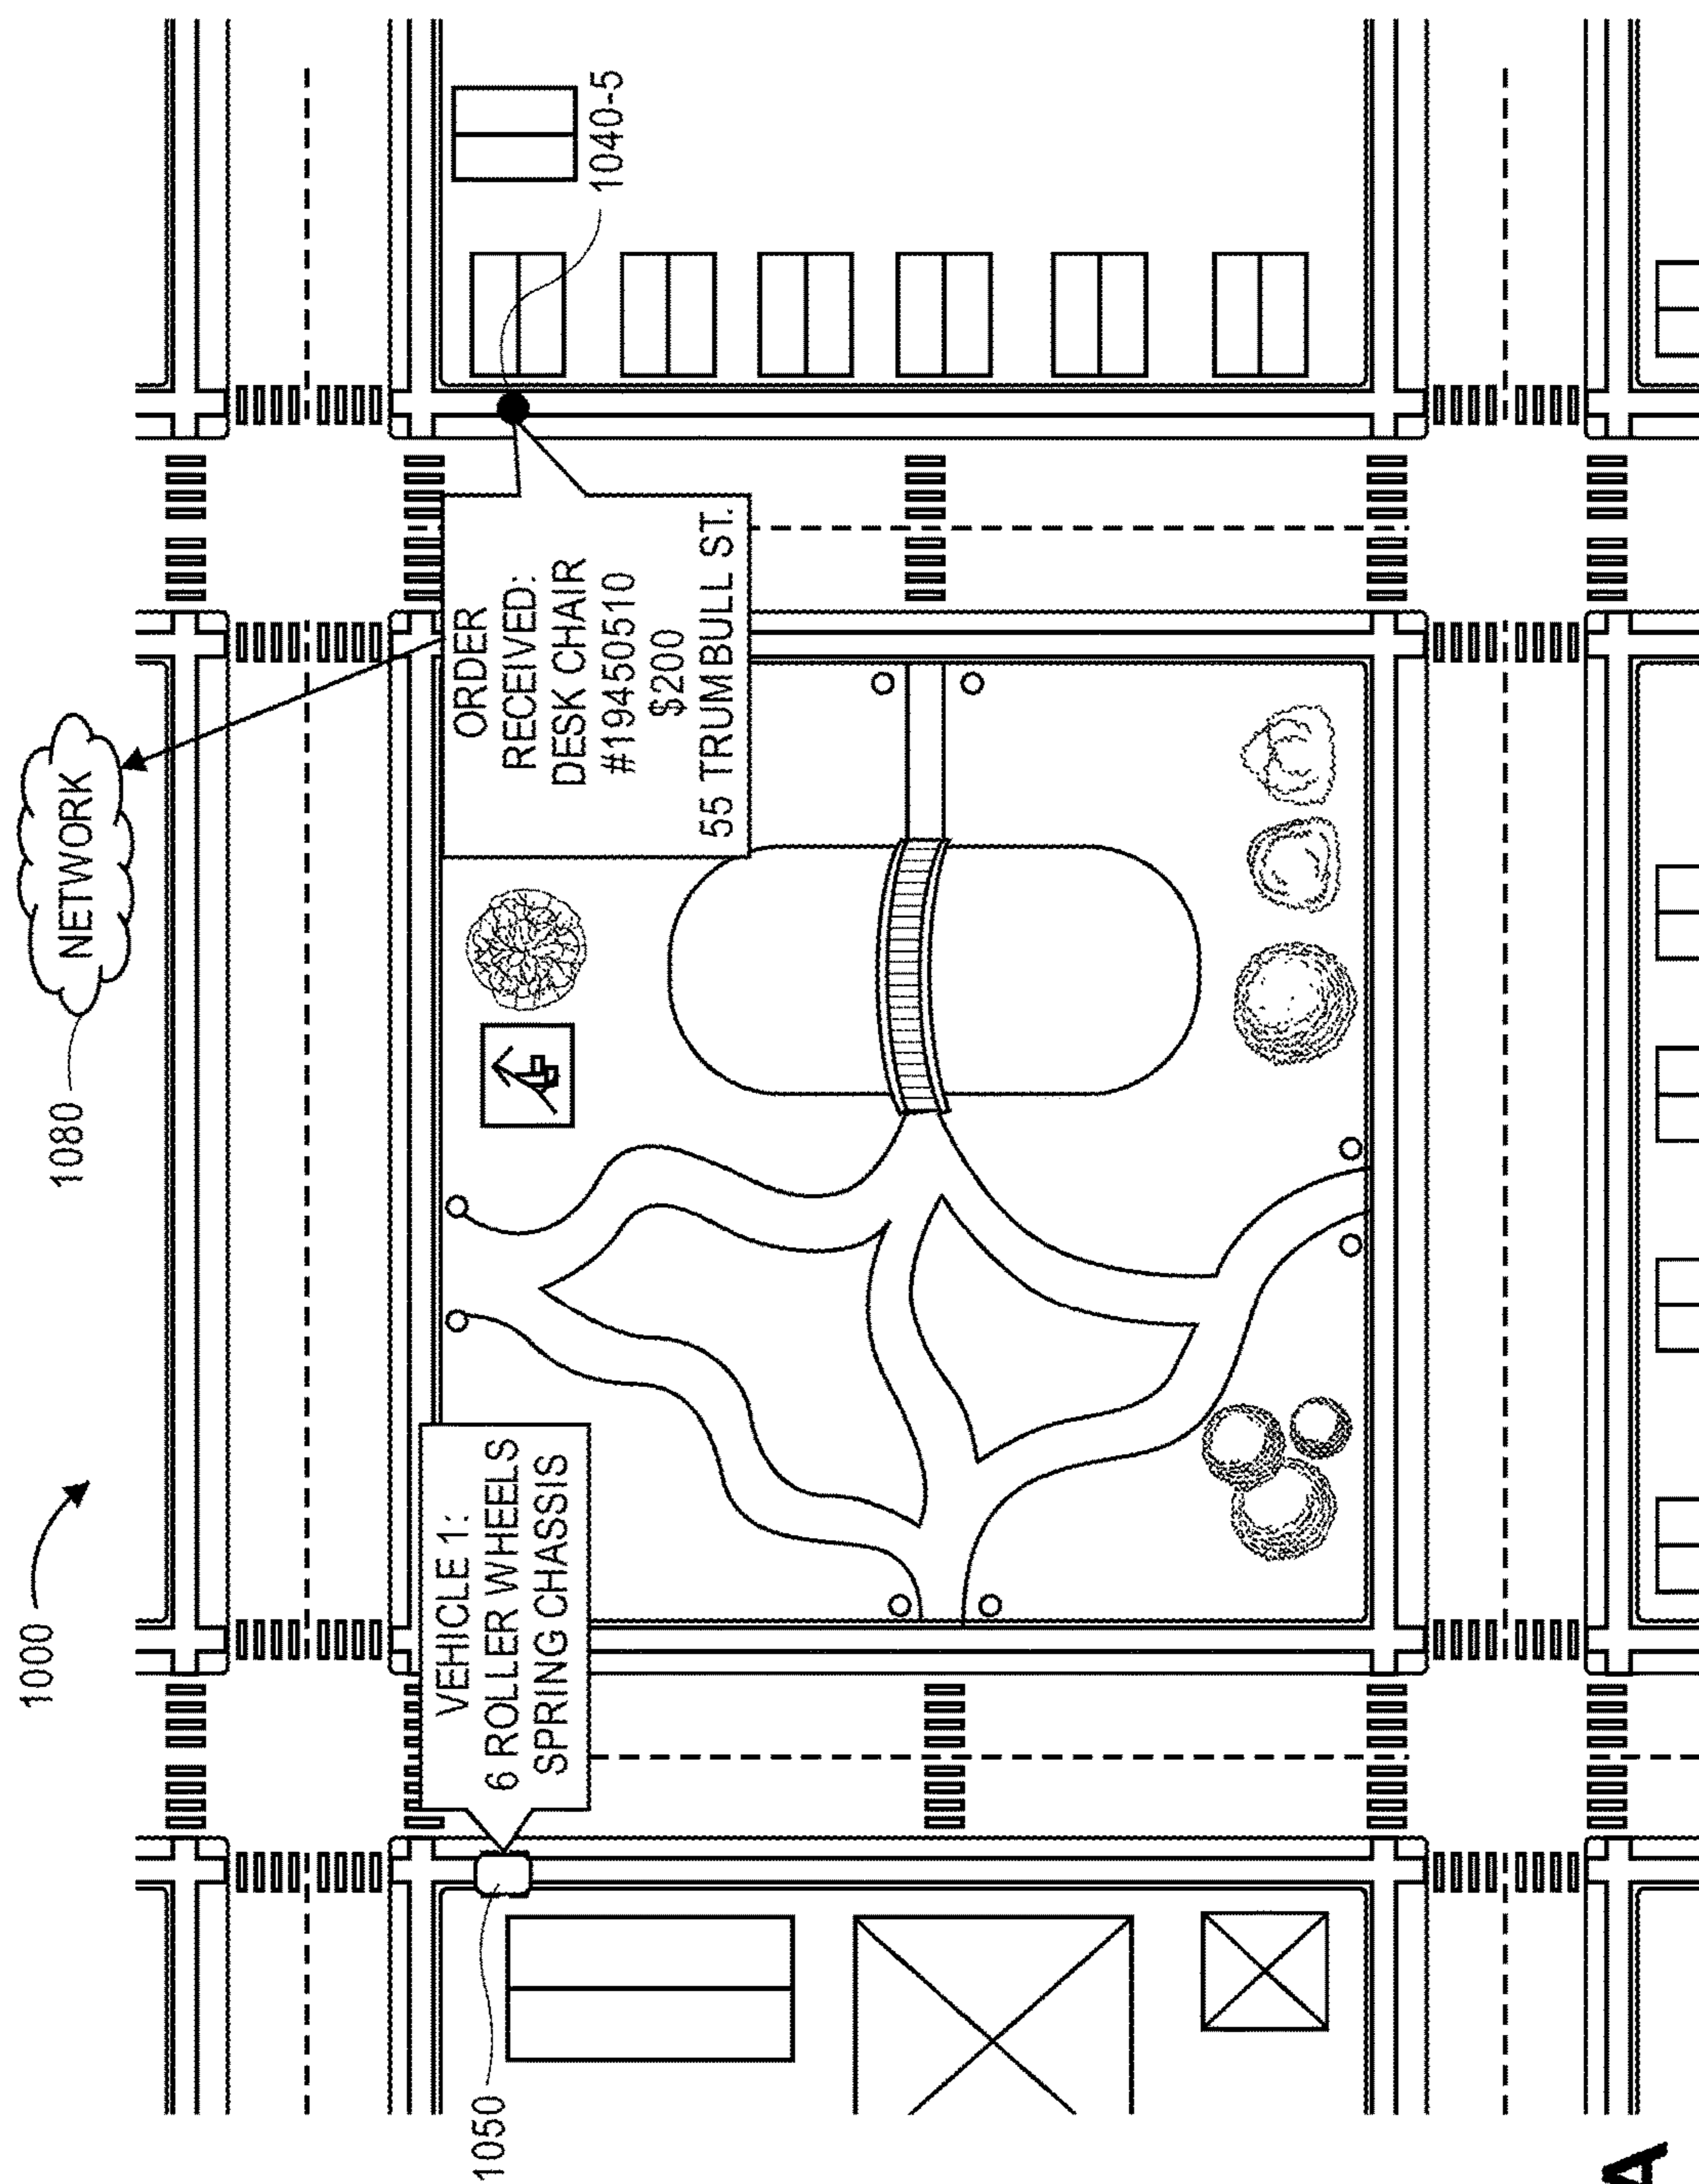 1000
1080
NETWORK
VEHICLE 1:
6 ROLLER WHEELS
SPRING CHASSIS
ORDER
RECEIVED:
DESK CHAIR
#19450510
$200
55 TRUMBULL ST.
1050
1040-5
A